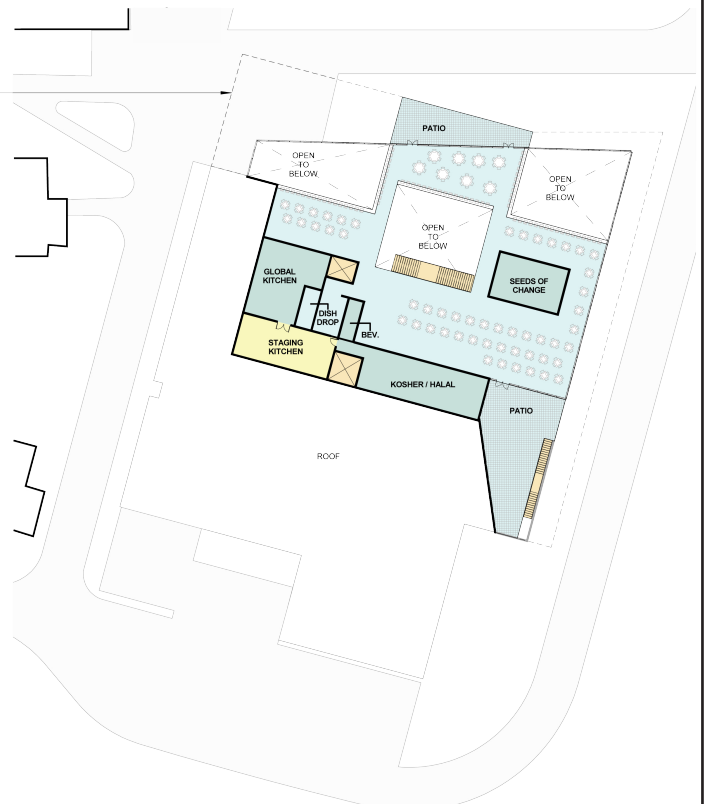 PATIO
OPEN
TO
BELOW
OPEN
TO
BELOW
OPEN
TO
BELOW
GLOBAL
KITCHEN
SEEDS OF
CHANGE
DISH
DROP
BEV.
STAGING
KITCHEN
KOSHER / HALAL
PATIO
ROOF